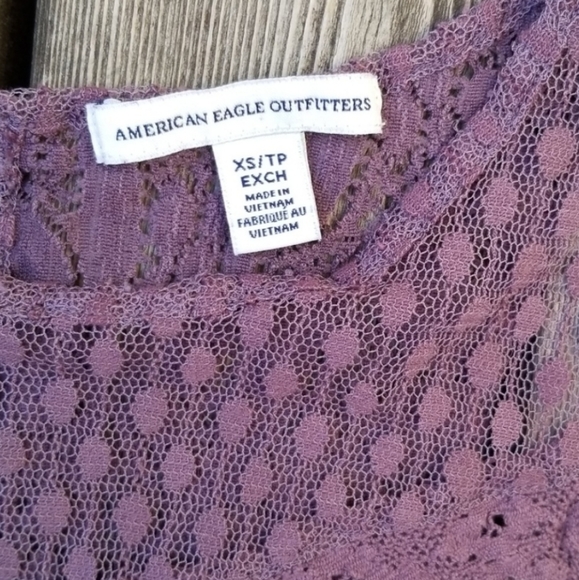 AMERICAN EAGLE OUTFITTERS
XS/TP
EXCH
MADE IN
VIETNAM
FABRIQUE AU
VIETNAM